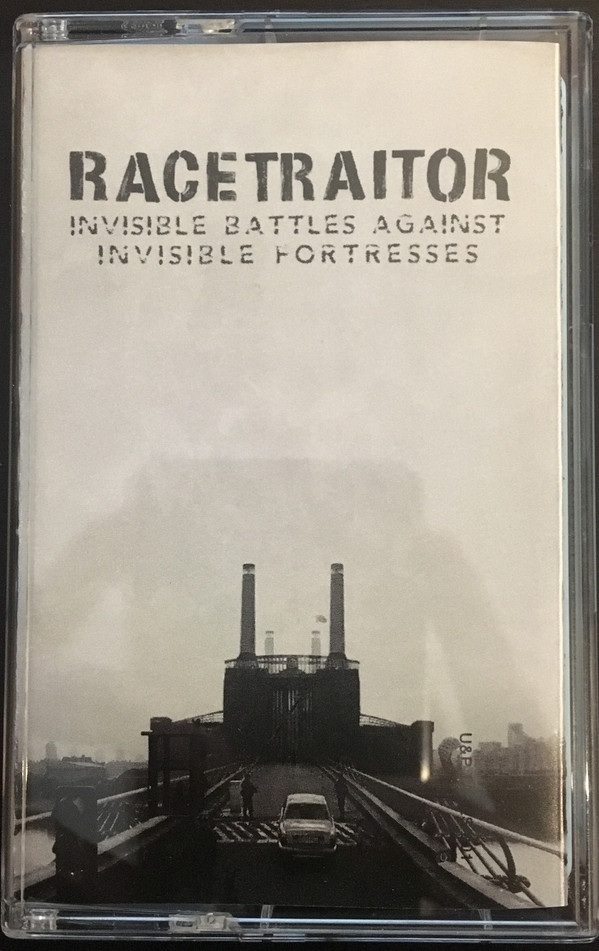 RACETRAITOR
INVISIBLE BATTLES AGAINST
INVISIBLE FORTRESSES
U&P